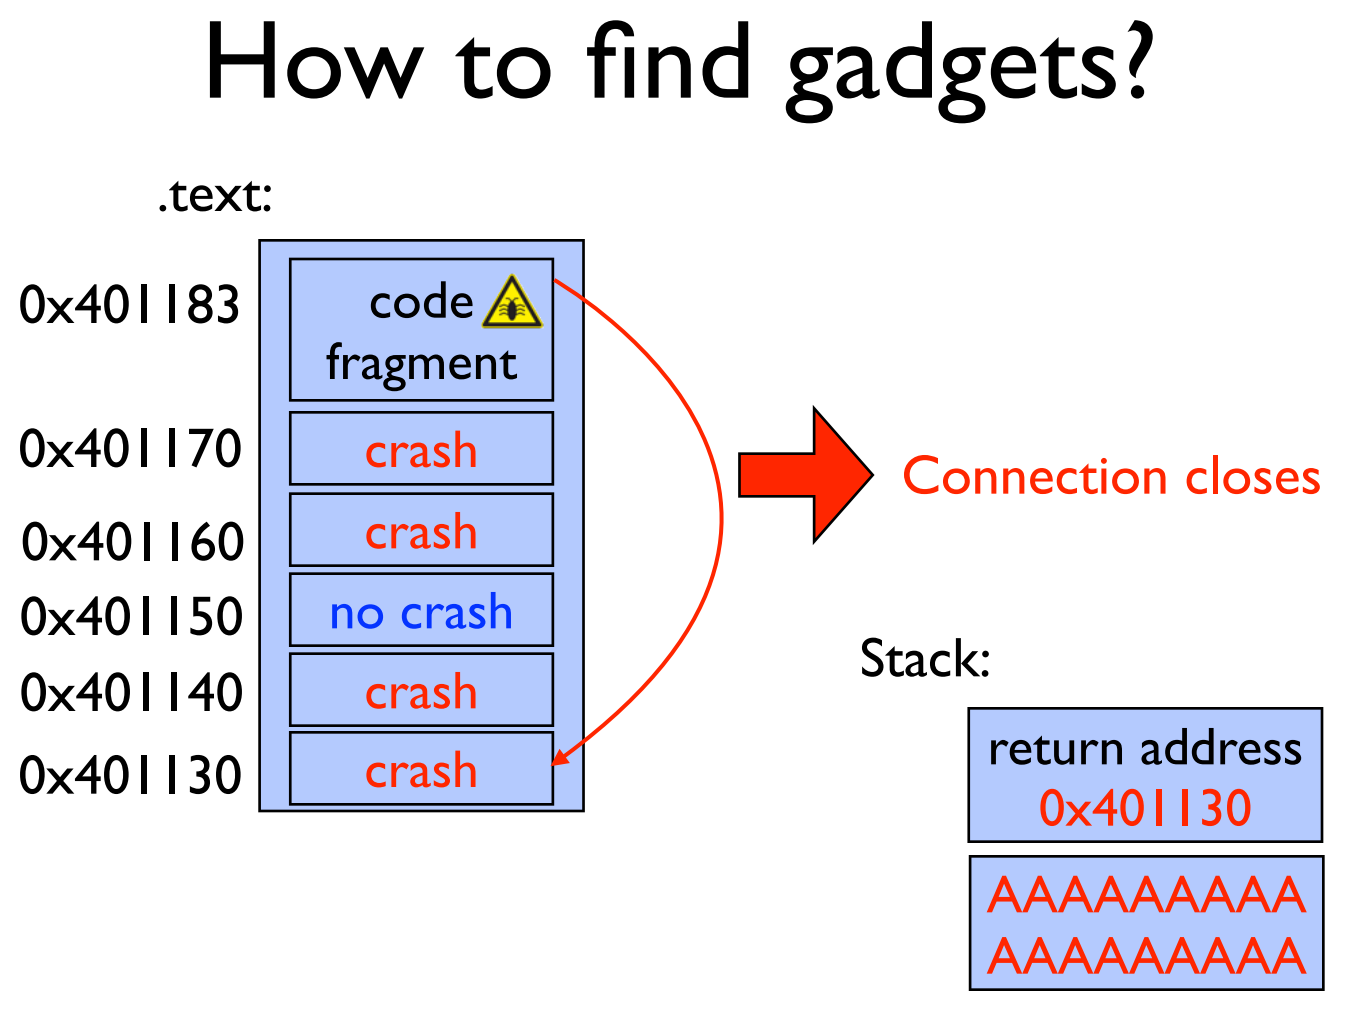 How to find gadgets?
.text:
0x401183
code
fragment
0x401170
crash
0x401160
crash
0x401150
no crash
0x401140
crash
0x401130
crash
Connection closes
Stack:
return address
0x401130
AAAAAAAAA
AAAAAAAAA